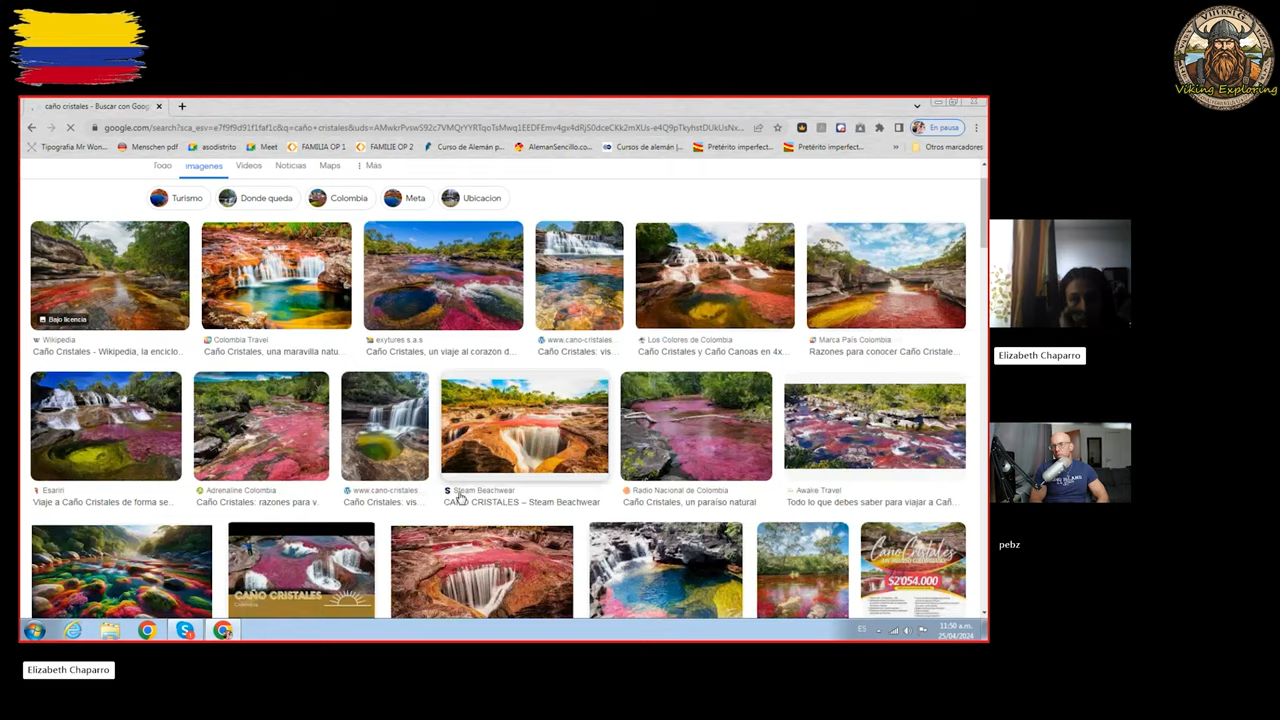 VIKING
Viking Exploring
caño cristales - Buscar con Goog
google.com/search?sca_esv=e7f9f9d91f1faf1c&q=caño+cristales&uds=
En pausa
Tipografia Mr Won...
Menschen pdf
asodistrito
Meet
FAMILIA OP 1
FAMILIE OP 2
Curso de Alemán p...
AlemanSencillo.co...
Cursos de alemán |...
Pretérito imperfect...
Pretérito imperfect...
»
Otros marcadores
Todo
Imágenes
Videos
Noticias
Maps
Más
Turismo
Donde queda
Colombia
Meta
Ubicacion
Bajo licencia
Wikipedia
Colombia Travel
exytures s.a.s
www.cano-cristales...
Los Colores de Colombia
Marca País Colombia
Caño Cristales - Wikipedia, la enciclo...
Caño Cristales, una maravilla natu...
Caño Cristales, un viaje al corazón d...
Caño Cristales: vis...
Caño Cristales y Caño Canoas en 4x...
Razones para conocer Caño Cristale...
Esariri
Adrenaline Colombia
www.cano-cristales...
Steam Beachwear
Radio Nacional de Colombia
Awake Travel
Viaje a Caño Cristales de forma se...
Caño Cristales: razones para v...
Caño Cristales: vis...
CAÑO CRISTALES – Steam Beachwear
Caño Cristales, un paraíso natural
Todo lo que debes saber para viajar a Cañ...
CAÑO CRISTALES
Colombia
Caño Cristales
$2'054.000
ES
11:50 a.m.
25/04/2024
Elizabeth Chaparro
pebz
Elizabeth Chaparro